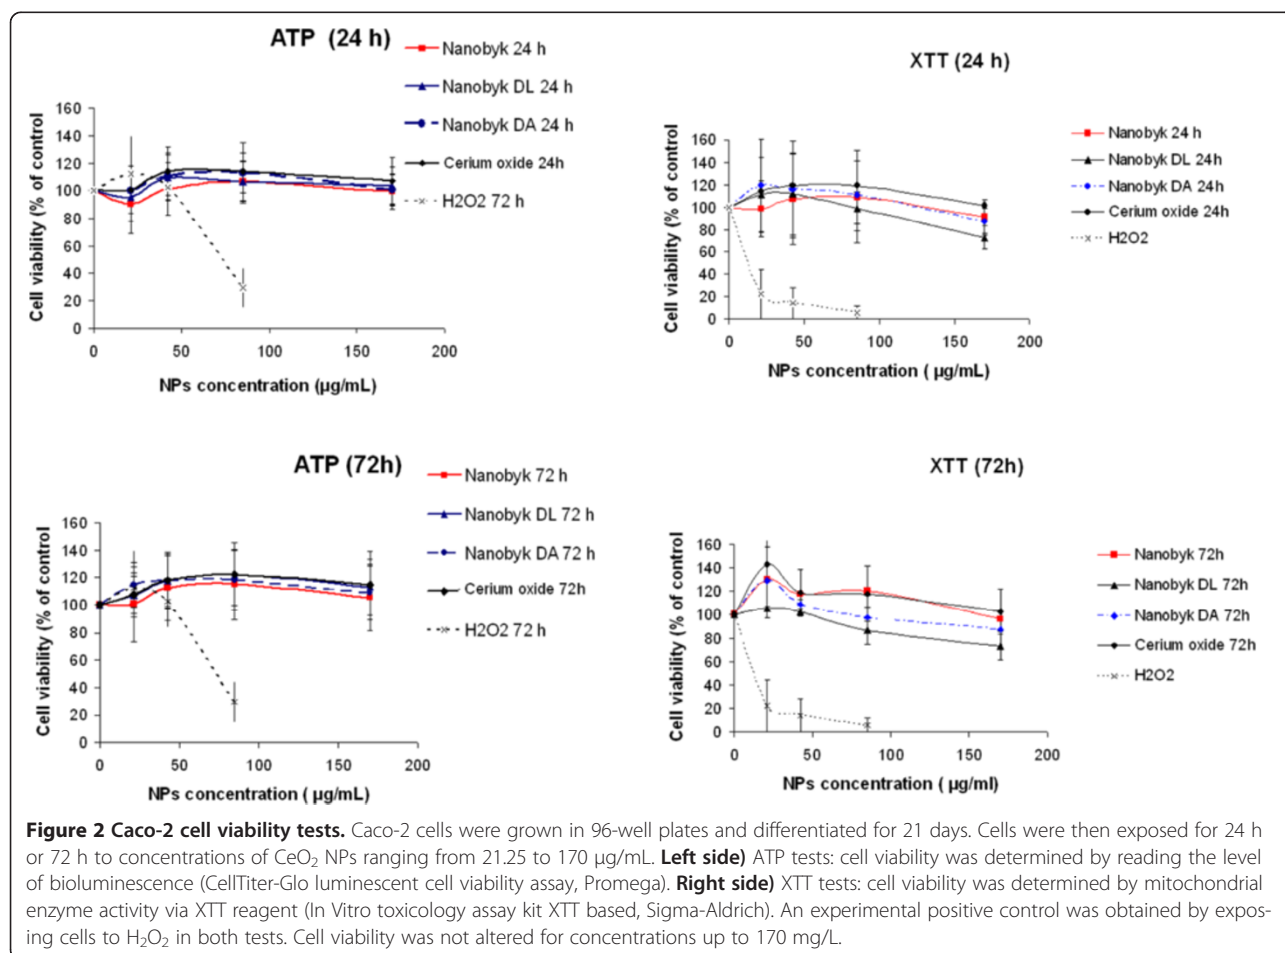 ATP (24 h)
Nanobyk 24 h
Nanobyk DL 24 h
Nanobyk DA 24 h
Cerium oxide 24h
H2O2 72 h
Cell viability (% of control
160
140
120
100
80
60
40
20
0
0 50 100 150 200
NPs concentration (µg/mL)
XTT (24 h)
Nanobyk 24 h
Nanobyk DL 24h
Nanobyk DA 24h
Cerium oxide 24h
H2O2
Cell viability (% of control
160
140
120
100
80
60
40
20
0
0 50 100 150 200
NPs concentration ( µg/mL)
ATP (72h)
Nanobyk 72 h
Nanobyk DL 72 h
Nanobyk DA 72 h
Cerium oxide 72h
H2O2 72 h
Cell viability (% of control
160
140
120
100
80
60
40
20
0
0 50 100 150 200
NPs concentration ( µg/mL)
XTT (72h)
Nanobyk 72h
Nanobyk DL 72h
Nanobyk DA 72h
Cerium oxide 72h
H2O2
Cell viability (% of control
160
140
120
100
80
60
40
20
0
0 50 100 150 200
NPs concentration ( µg/ml)
Figure 2 Caco-2 cell viability tests. Caco-2 cells were grown in 96-well plates and differentiated for 21 days. Cells were then exposed for 24 h
or 72 h to concentrations of CeO₂ NPs ranging from 21.25 to 170 µg/mL. Left side) ATP tests: cell viability was determined by reading the level
of bioluminescence (CellTiter-Glo luminescent cell viability assay, Promega). Right side) XTT tests: cell viability was determined by mitochondrial
enzyme activity via XTT reagent (In Vitro toxicology assay kit XTT based, Sigma-Aldrich). An experimental positive control was obtained by expos-
ing cells to H₂O₂ in both tests. Cell viability was not altered for concentrations up to 170 mg/L.